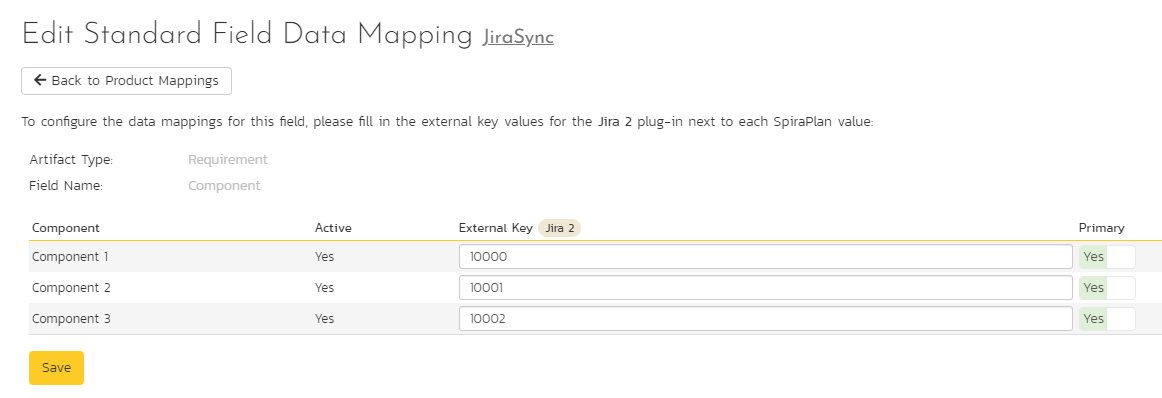 Edit Standard Field Data Mapping JiraSync
Back to Product Mappings
To configure the data mappings for this field, please fill in the external key values for the Jira 2 plug-in next to each SpiraPlan value:
Artifact Type: Requirement
Field Name: Component
Component Active External Key Jira 2 Primary
Component 1 Yes 10000 Yes
Component 2 Yes 10001 Yes
Component 3 Yes 10002 Yes
Save